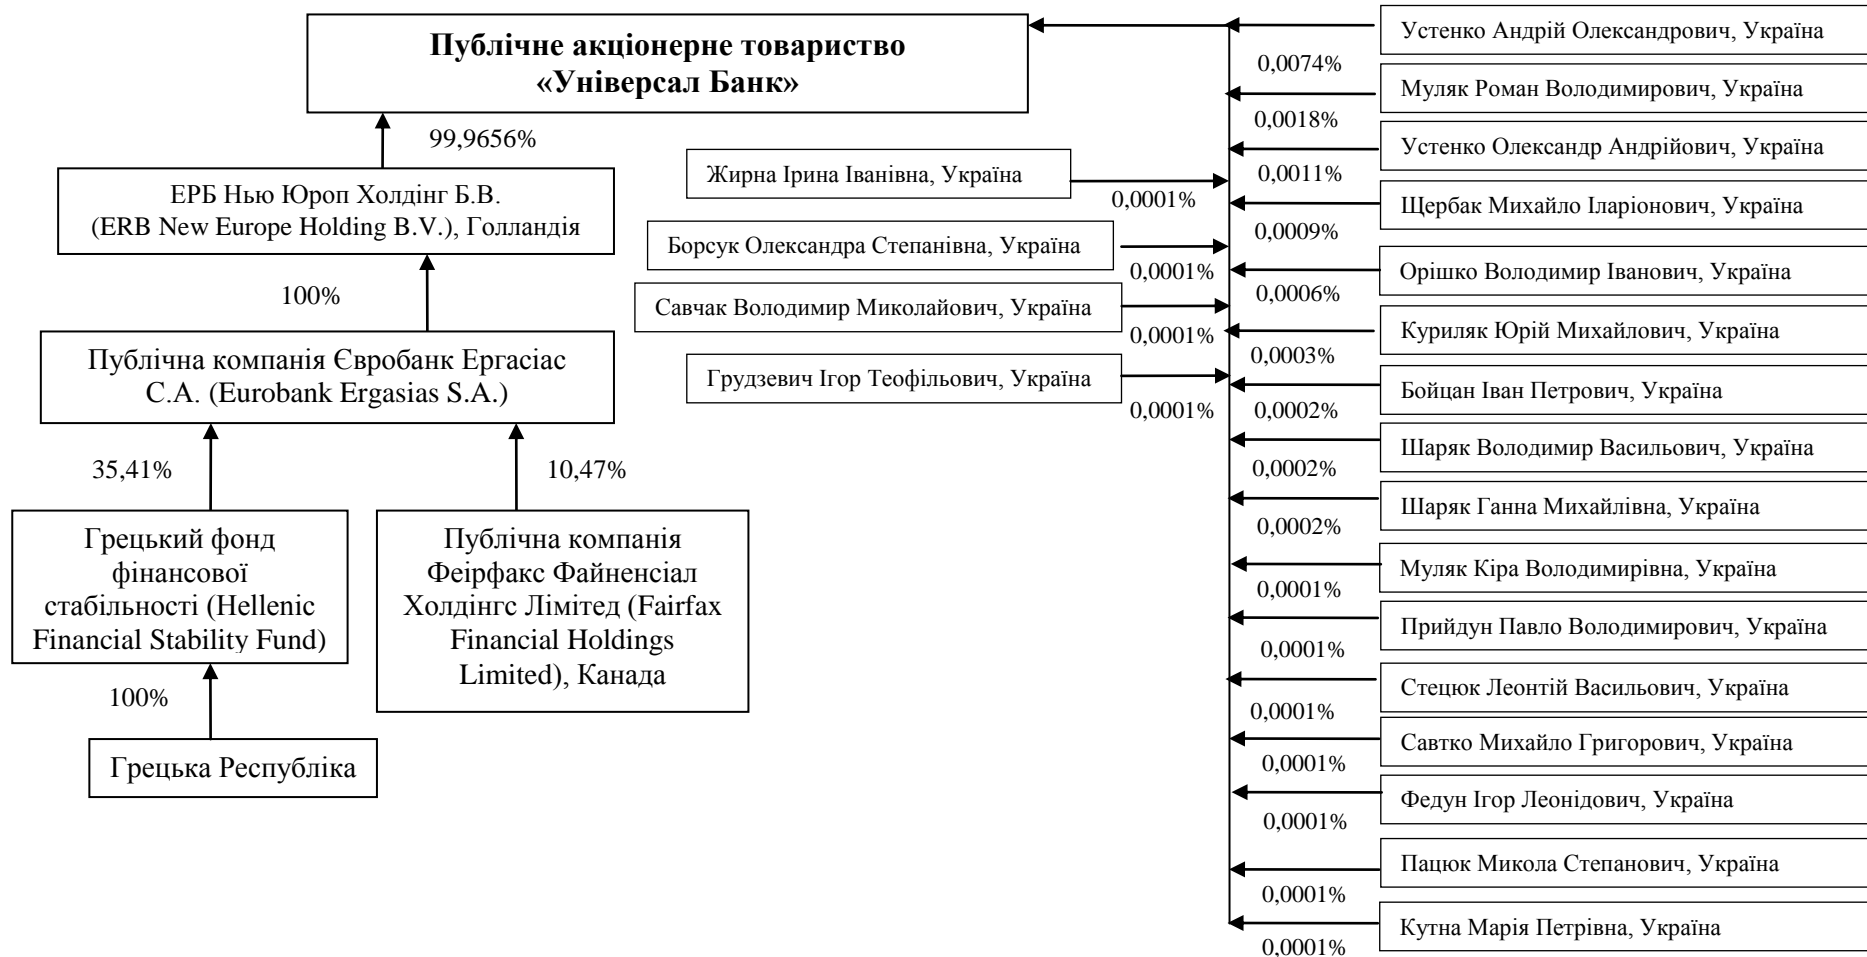 Публічне акціонерне товариство
«Універсал Банк»
99,9656%
ЕРБ Нью Юроп Холдінг Б.В.
(ERB New Europe Holding B.V.), Голландія
100%
Публічна компанія Євробанк Ергасіас
С.А. (Eurobank Ergasias S.A.)
35,41%
10,47%
Грецький фонд
фінансової
стабільності (Hellenic
Financial Stability Fund)
Публічна компанія
Феірфакс Файненсіал
Холдінгс Лімітед (Fairfax
Financial Holdings
Limited), Канада
100%
Грецька Республіка
Жирна Ірина Іванівна, Україна
0,0001%
Борсук Олександра Степанівна, Україна
0,0001%
Савчак Володимир Миколайович, Україна
0,0001%
Грудзевич Ігор Теофільович, Україна
0,0001%
Устенко Андрій Олександрович, Україна
0,0074%
Муляк Роман Володимирович, Україна
0,0018%
Устенко Олександр Андрійович, Україна
0,0011%
Щербак Михайло Іларіонович, Україна
0,0009%
Орішко Володимир Іванович, Україна
0,0006%
Куриляк Юрій Михайлович, Україна
0,0003%
Бойцан Іван Петрович, Україна
0,0002%
Шаряк Володимир Васильович, Україна
0,0002%
Шаряк Ганна Михайлівна, Україна
0,0002%
Муляк Кіра Володимирівна, Україна
0,0001%
Прийдун Павло Володимирович, Україна
0,0001%
Стецюк Леонтій Васильович, Україна
0,0001%
Савтко Михайло Григорович, Україна
0,0001%
Федун Ігор Леонідович, Україна
0,0001%
Пацюк Микола Степанович, Україна
0,0001%
Кутна Марія Петрівна, Україна
0,0001%